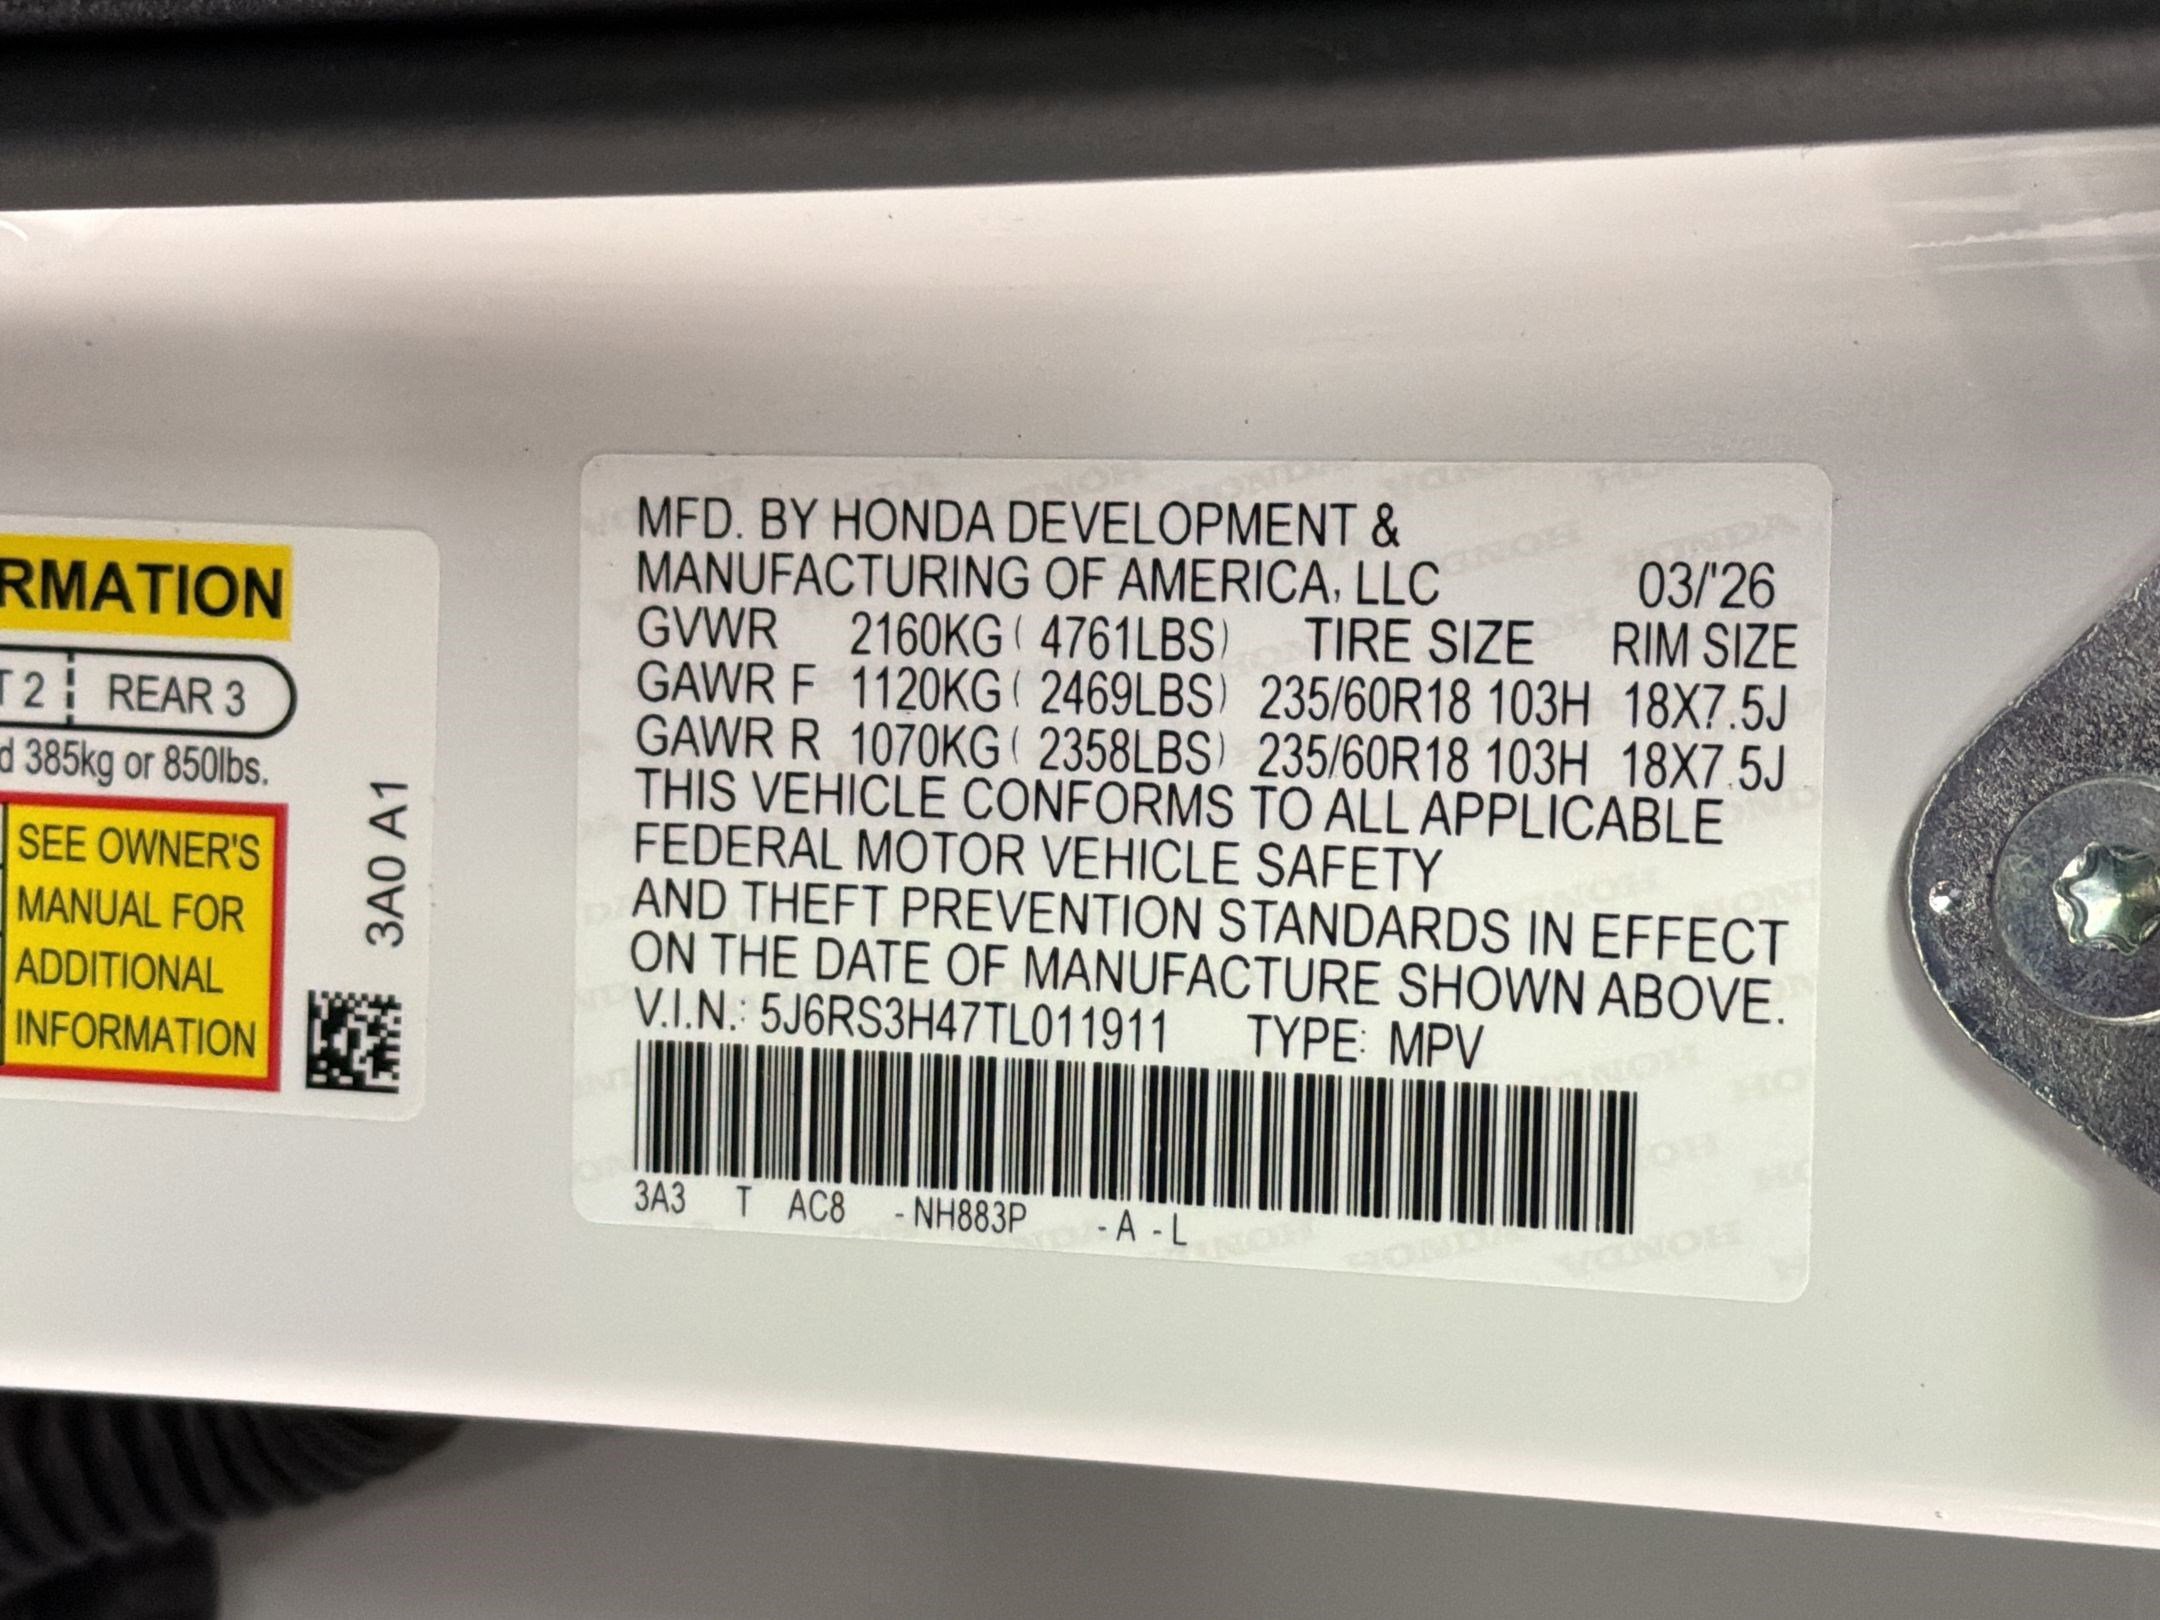 RMATION
T 2 REAR 3
d 385kg or 850lbs.
SEE OWNER'S
MANUAL FOR
ADDITIONAL
INFORMATION
3A0 A1
MFD. BY HONDA DEVELOPMENT &
MANUFACTURING OF AMERICA, LLC 03/'26
GVWR 2160KG ( 4761LBS) TIRE SIZE RIM SIZE
GAWR F 1120KG ( 2469LBS) 235/60R18 103H 18X7.5J
GAWR R 1070KG ( 2358LBS) 235/60R18 103H 18X7.5J
THIS VEHICLE CONFORMS TO ALL APPLICABLE
FEDERAL MOTOR VEHICLE SAFETY
AND THEFT PREVENTION STANDARDS IN EFFECT
ON THE DATE OF MANUFACTURE SHOWN ABOVE.
V.I.N.: 5J6RS3H47TL011911 TYPE: MPV
3A3 T AC8 - NH883P - A - L